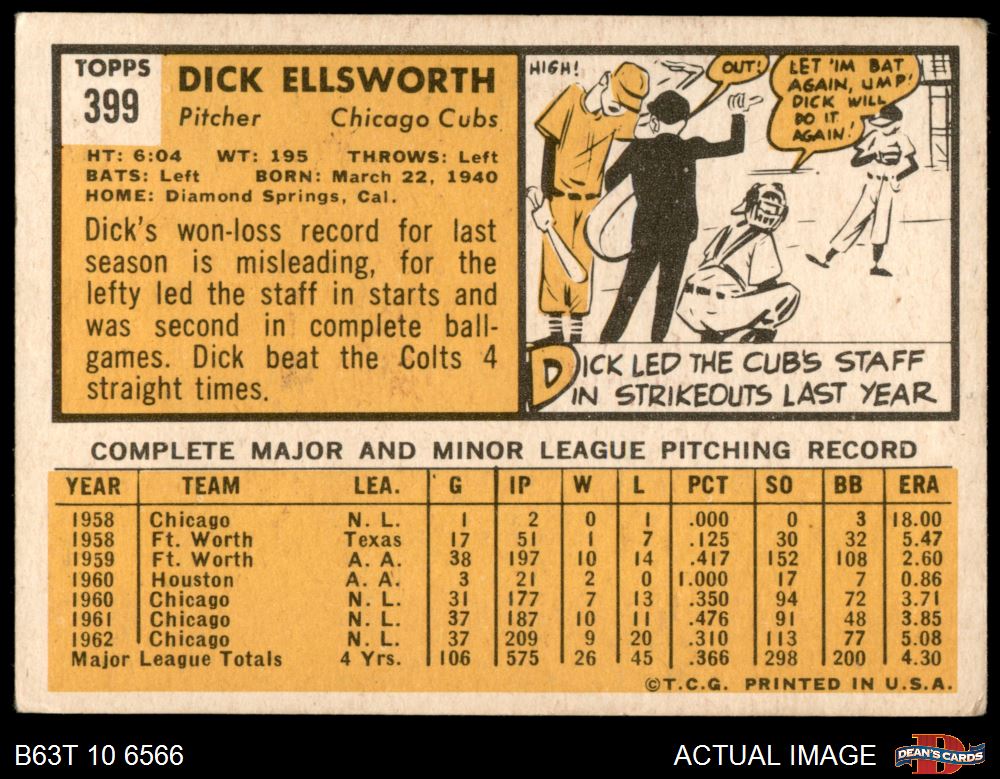 TOPPS
399
DICK ELLSWORTH
Pitcher Chicago Cubs
HT: 6:04 WT: 195 THROWS: Left
BATS: Left BORN: March 22, 1940
HOME: Diamond Springs, Cal.
Dick's won-loss record for last
season is misleading, for the
lefty led the staff in starts and
was second in complete ball-
games. Dick beat the Colts 4
straight times.
HIGH!
OUT!
LET 'IM BAT
AGAIN, UMP!
DICK WILL
DO IT
AGAIN!
DICK LED THE CUB'S STAFF
IN STRIKEOUTS LAST YEAR
COMPLETE MAJOR AND MINOR LEAGUE PITCHING RECORD
YEAR TEAM LEA. G IP W L PCT SO BB ERA
1958 Chicago N. L. 1 2 0 1 .000 0 3 18.00
1958 Ft. Worth Texas 17 51 1 7 .125 30 32 5.47
1959 Ft. Worth A. A. 38 197 10 14 .417 152 108 2.60
1960 Houston A. A. 3 21 2 0 1.000 17 7 0.86
1960 Chicago N. L. 31 177 7 13 .350 94 72 3.71
1961 Chicago N. L. 37 187 10 11 .476 91 48 3.85
1962 Chicago N. L. 37 209 9 20 .310 113 77 5.08
Major League Totals 4 Yrs. 106 575 26 45 .366 298 200 4.30
©T.C.G. PRINTED IN U.S.A.
B63T 10 6566
ACTUAL IMAGE
D
DEAN'S CARDS